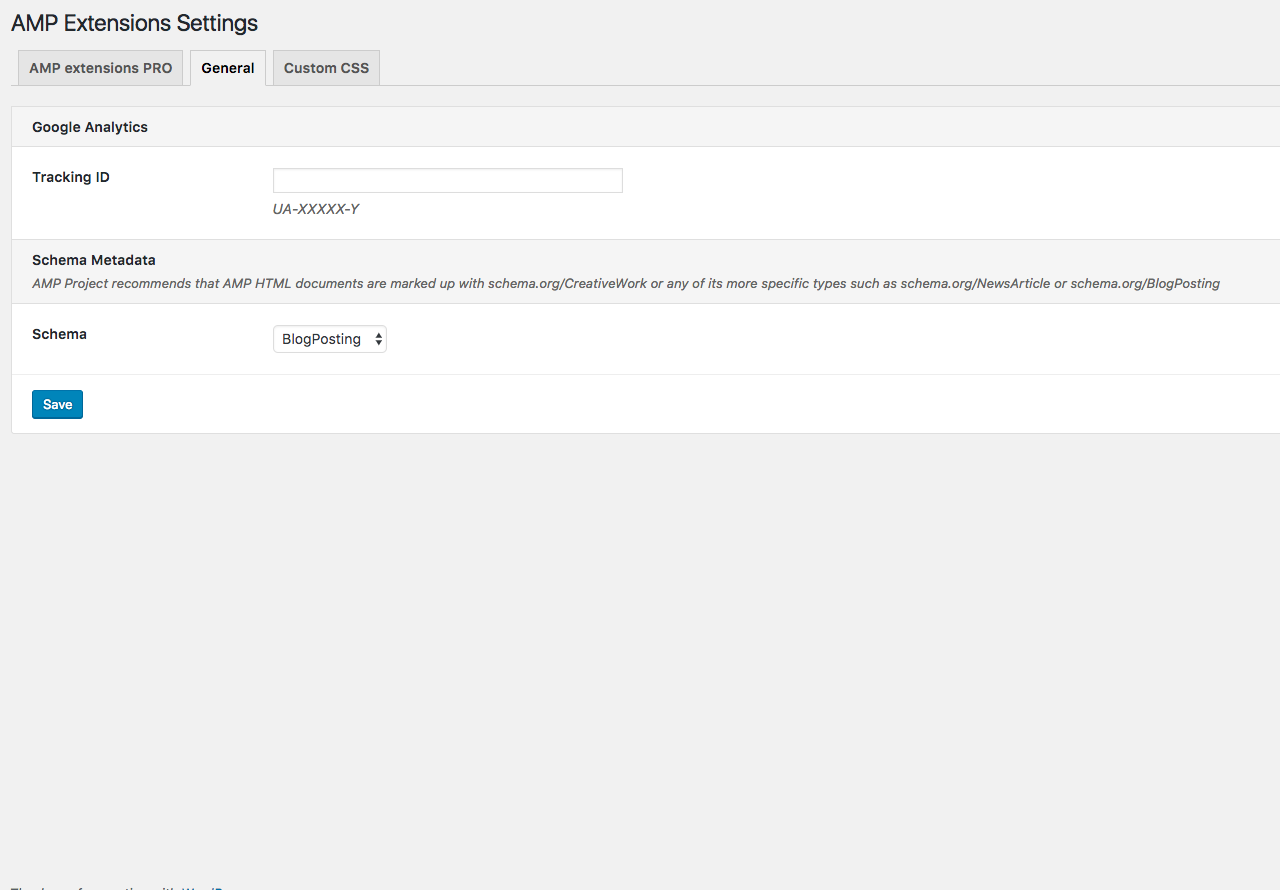 AMP Extensions Settings
AMP extensions PRO General Custom CSS
Google Analytics
Tracking ID
UA-XXXXX-Y
Schema Metadata
AMP Project recommends that AMP HTML documents are marked up with schema.org/CreativeWork or any of its more specific types such as schema.org/NewsArticle or schema.org/BlogPosting
Schema BlogPosting
Save